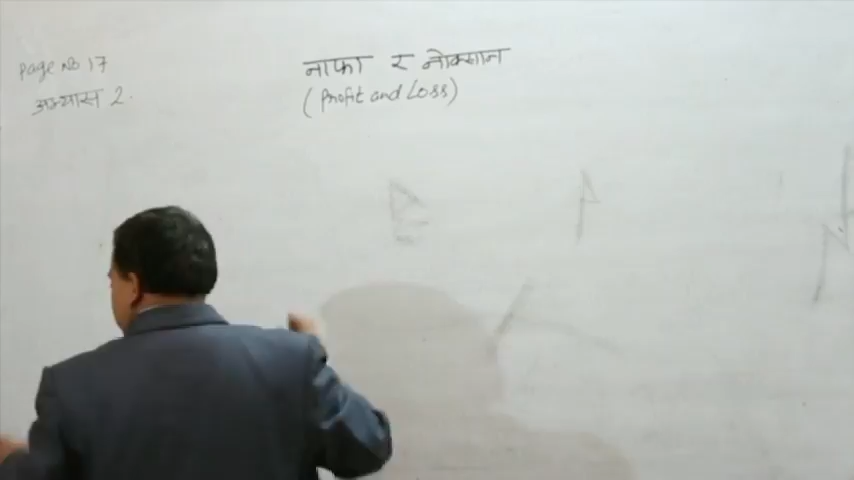 Page No 17
अभ्यास 2.
नाफा र नोक्सान
(Profit and Loss)